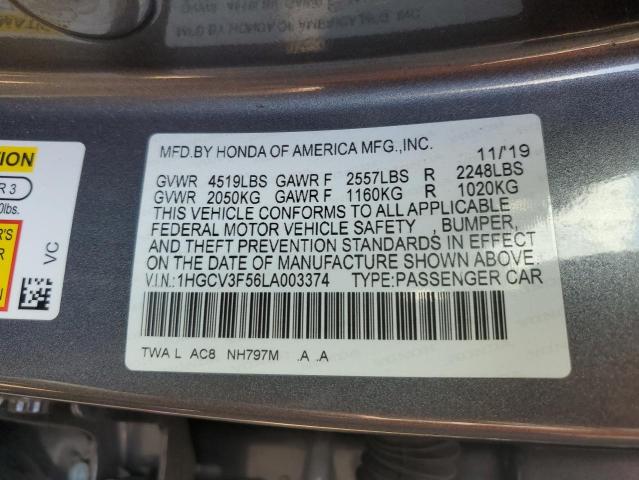 MFD.BY HONDA OF AMERICA MFG.,INC. 11/'19
GVWR 4519LBS GAWR F 2557LBS R 2248LBS
GVWR 2050KG GAWR F 1160KG R 1020KG
THIS VEHICLE CONFORMS TO ALL APPLICABLE
FEDERAL MOTOR VEHICLE SAFETY , BUMPER,
AND THEFT PREVENTION STANDARDS IN EFFECT
ON THE DATE OF MANUFACTURE SHOWN ABOVE.
V.I.N.:1HGCV3F56LA003374 TYPE:PASSENGER CAR
TWA L AC8 NH797M .A .A
VC